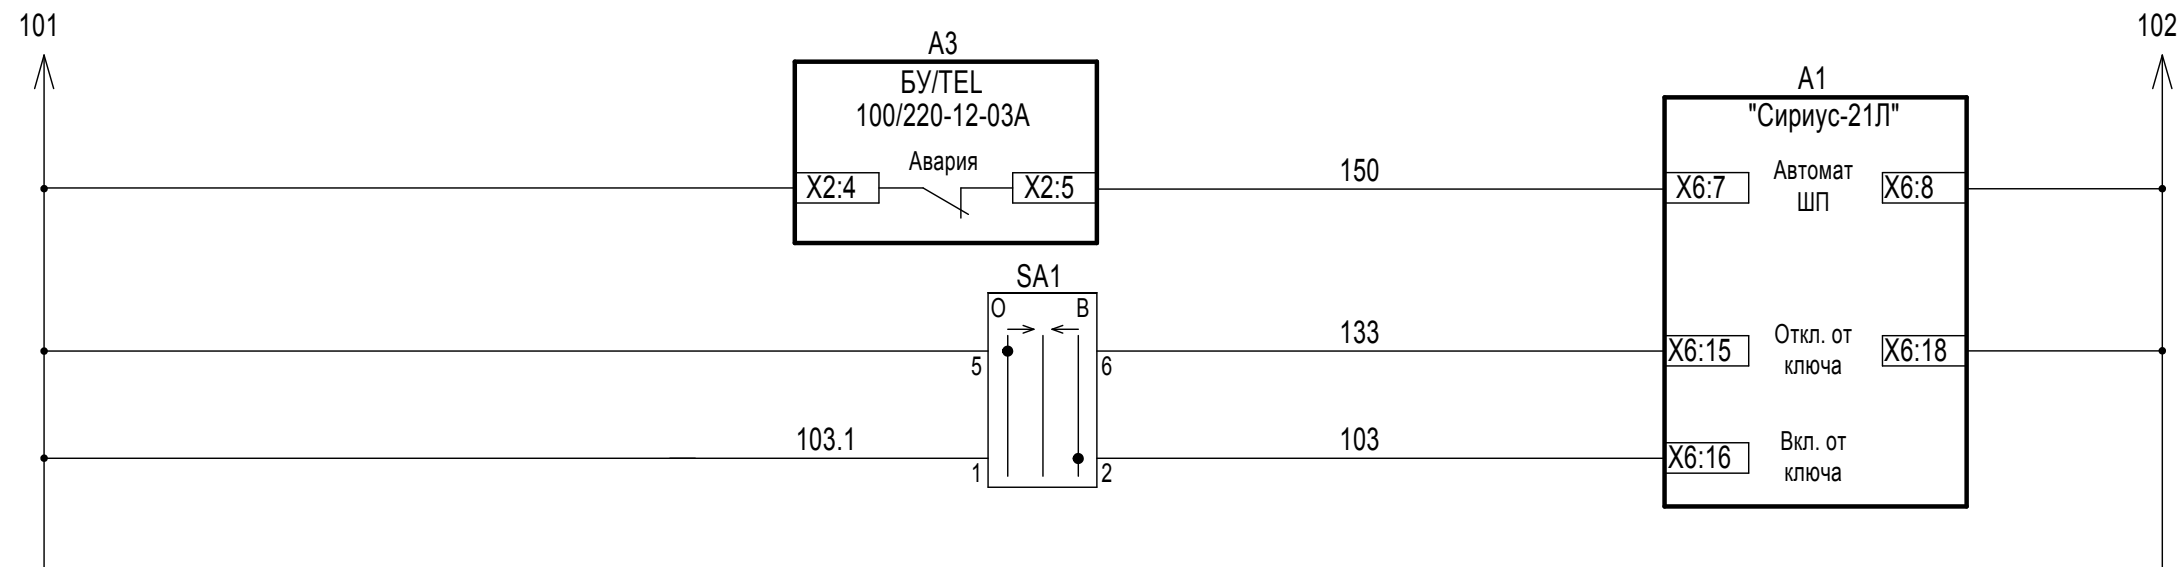 101
102
А3
БУ/TEL
100/220-12-03А
Авария
X2:4
X2:5
150
А1
"Сириус-21Л"
X6:7
Автомат
ШП
X6:8
SA1
О
В
5
6
133
X6:15
Откл. от
ключа
X6:18
103.1
1
2
103
X6:16
Вкл. от
ключа